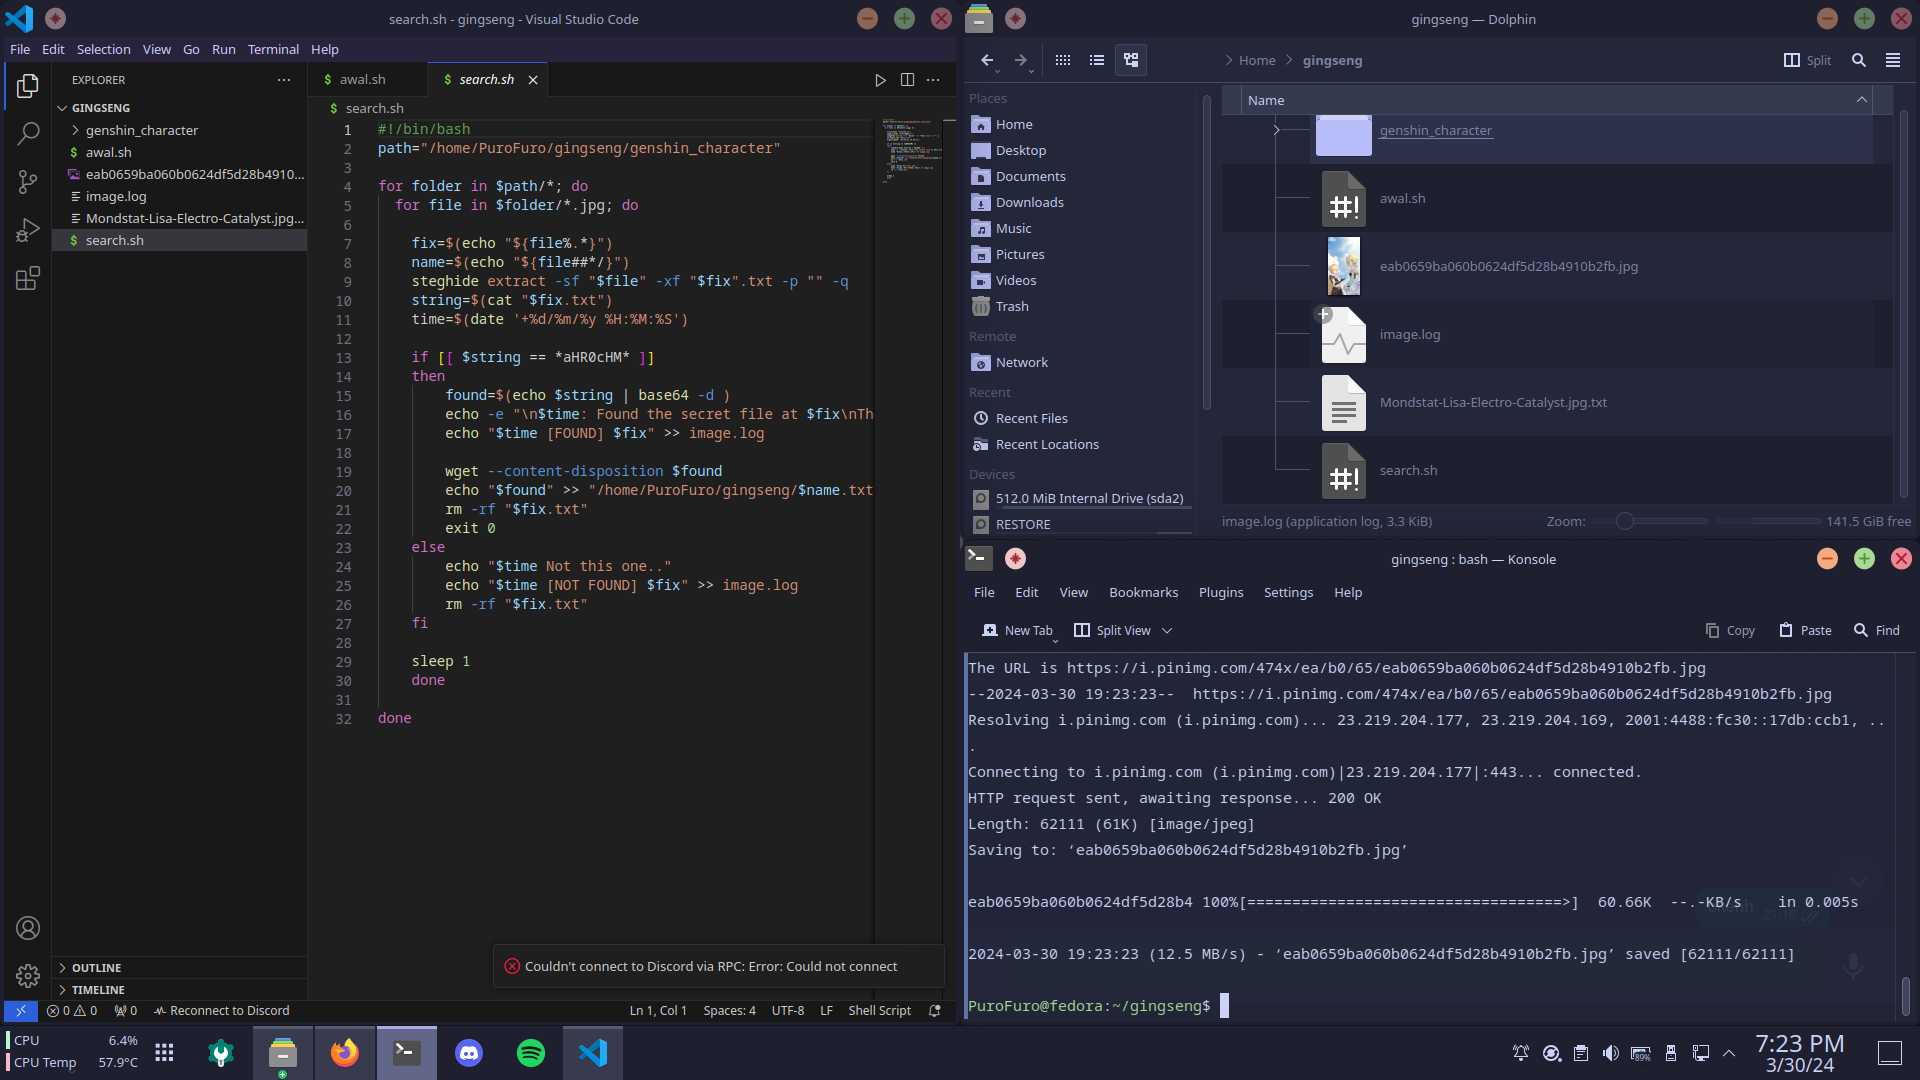 search.sh - gingseng - Visual Studio Code
File Edit Selection View Go Run Terminal Help
EXPLORER
GINGSENG
genshin_character
awal.sh
eab0659ba060b0624df5d28b4910...
image.log
Mondstat-Lisa-Electro-Catalyst.jpg...
search.sh
OUTLINE
TIMELINE
awal.sh search.sh
search.sh
1 #!/bin/bash
2 path="/home/PuroFuro/gingseng/genshin_character"
3
4 for folder in $path/*; do
5 for file in $folder/*.jpg; do
6
7 fix=$(echo "${file%.*}")
8 name=$(echo "${file##*/}")
9 steghide extract -sf "$file" -xf "$fix".txt -p "" -q
10 string=$(cat "$fix.txt")
11 time=$(date '+%d/%m/%y %H:%M:%S')
12
13 if [[ $string == *aHR0cHM* ]]
14 then
15 found=$(echo $string | base64 -d )
16 echo -e "\n$time: Found the secret file at $fix\nTh
17 echo "$time [FOUND] $fix" >> image.log
18
19 wget --content-disposition $found
20 echo "$found" >> "/home/PuroFuro/gingseng/$name.txt
21 rm -rf "$fix.txt"
22 exit 0
23 else
24 echo "$time Not this one.."
25 echo "$time [NOT FOUND] $fix" >> image.log
26 rm -rf "$fix.txt"
27 fi
28
29 sleep 1
30 done
31
32 done
Couldn't connect to Discord via RPC: Error: Could not connect
0 0 0 Reconnect to Discord Ln 1, Col 1 Spaces: 4 UTF-8 LF Shell Script
gingseng — Dolphin
Home gingseng
Split
Places
Home
Desktop
Documents
Downloads
Music
Pictures
Videos
Trash
Remote
Network
Recent
Recent Files
Recent Locations
Devices
512.0 MiB Internal Drive (sda2)
RESTORE
Name
genshin_character
awal.sh
eab0659ba060b0624df5d28b4910b2fb.jpg
image.log
Mondstat-Lisa-Electro-Catalyst.jpg.txt
search.sh
image.log (application log, 3.3 KiB) Zoom: 141.5 GiB free
gingseng : bash — Konsole
File Edit View Bookmarks Plugins Settings Help
New Tab Split View Copy Paste Find
The URL is https://i.pinimg.com/474x/ea/b0/65/eab0659ba060b0624df5d28b4910b2fb.jpg
--2024-03-30 19:23:23-- https://i.pinimg.com/474x/ea/b0/65/eab0659ba060b0624df5d28b4910b2fb.jpg
Resolving i.pinimg.com (i.pinimg.com)... 23.219.204.177, 23.219.204.169, 2001:4488:fc30::17db:ccb1, ..
.
Connecting to i.pinimg.com (i.pinimg.com)|23.219.204.177|:443... connected.
HTTP request sent, awaiting response... 200 OK
Length: 62111 (61K) [image/jpeg]
Saving to: ‘eab0659ba060b0624df5d28b4910b2fb.jpg’
eab0659ba060b0624df5d28b4 100%[===================================>] 60.66K --.-KB/s in 0.005s
2024-03-30 19:23:23 (12.5 MB/s) - ‘eab0659ba060b0624df5d28b4910b2fb.jpg’ saved [62111/62111]
PuroFuro@fedora:~/gingseng$
CPU 6.4%
CPU Temp 57.9°C
89%
7:23 PM
3/30/24